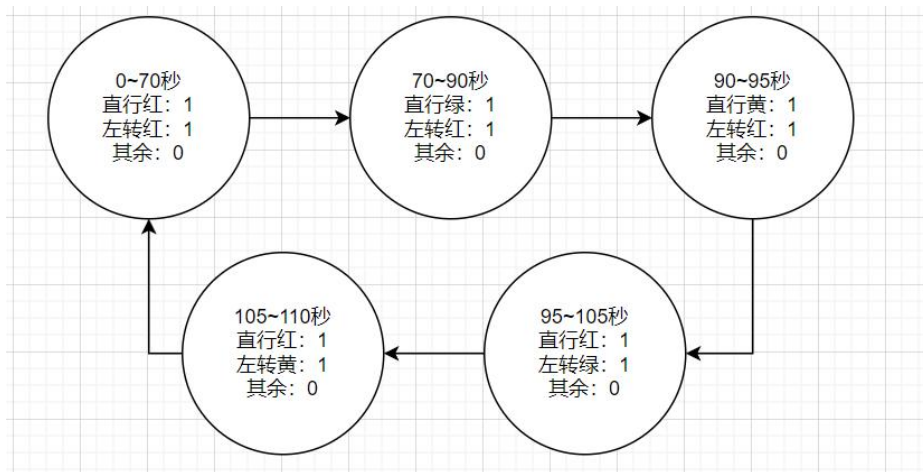 0~70秒
直行红：1
左转红：1
其余：0
70~90秒
直行绿：1
左转红：1
其余：0
90~95秒
直行黄：1
左转红：1
其余：0
95~105秒
直行红：1
左转绿：1
其余：0
105~110秒
直行红：1
左转黄：1
其余：0